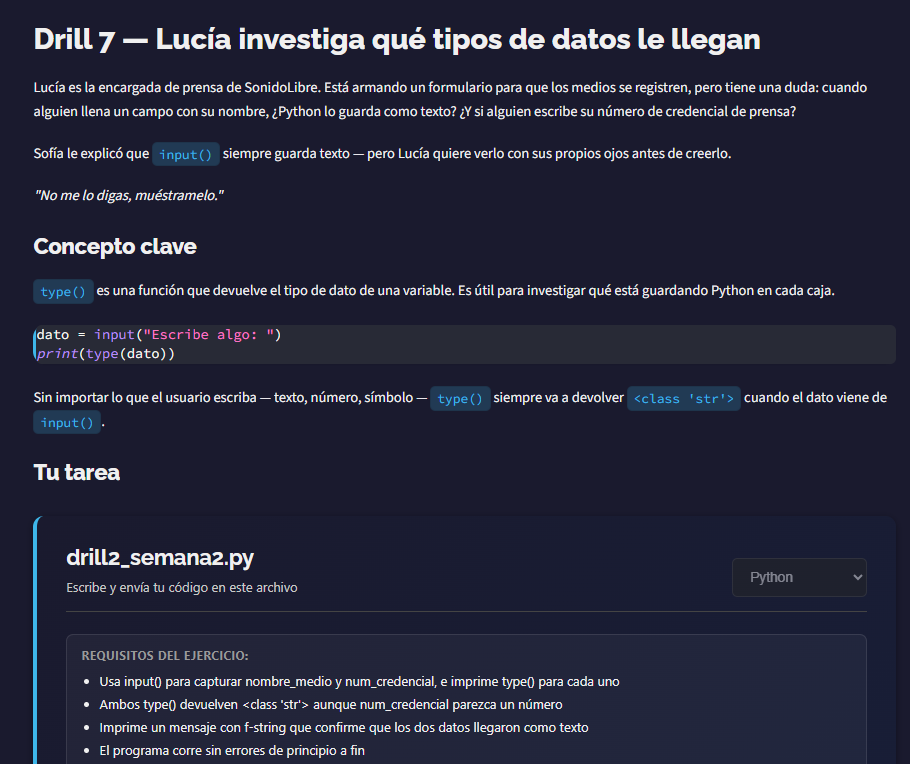 Drill 7 — Lucía investiga qué tipos de datos le llegan
Lucía es la encargada de prensa de SonidoLibre. Está armando un formulario para que los medios se registren, pero tiene una duda: cuando
alguien llena un campo con su nombre, ¿Python lo guarda como texto? ¿Y si alguien escribe su número de credencial de prensa?
Sofía le explicó que input() siempre guarda texto — pero Lucía quiere verlo con sus propios ojos antes de creerlo.
"No me lo digas, muéstramelo."
Concepto clave
type() es una función que devuelve el tipo de dato de una variable. Es útil para investigar qué está guardando Python en cada caja.
dato = input("Escribe algo: ")
print(type(dato))
Sin importar lo que el usuario escriba — texto, número, símbolo — type() siempre va a devolver <class 'str'> cuando el dato viene de
input().
Tu tarea
drill2_semana2.py
Escribe y envía tu código en este archivo
Python
REQUISITOS DEL EJERCICIO:
• Usa input() para capturar nombre_medio y num_credencial, e imprime type() para cada uno
• Ambos type() devuelven <class 'str'> aunque num_credencial parezca un número
• Imprime un mensaje con f-string que confirme que los dos datos llegaron como texto
• El programa corre sin errores de principio a fin